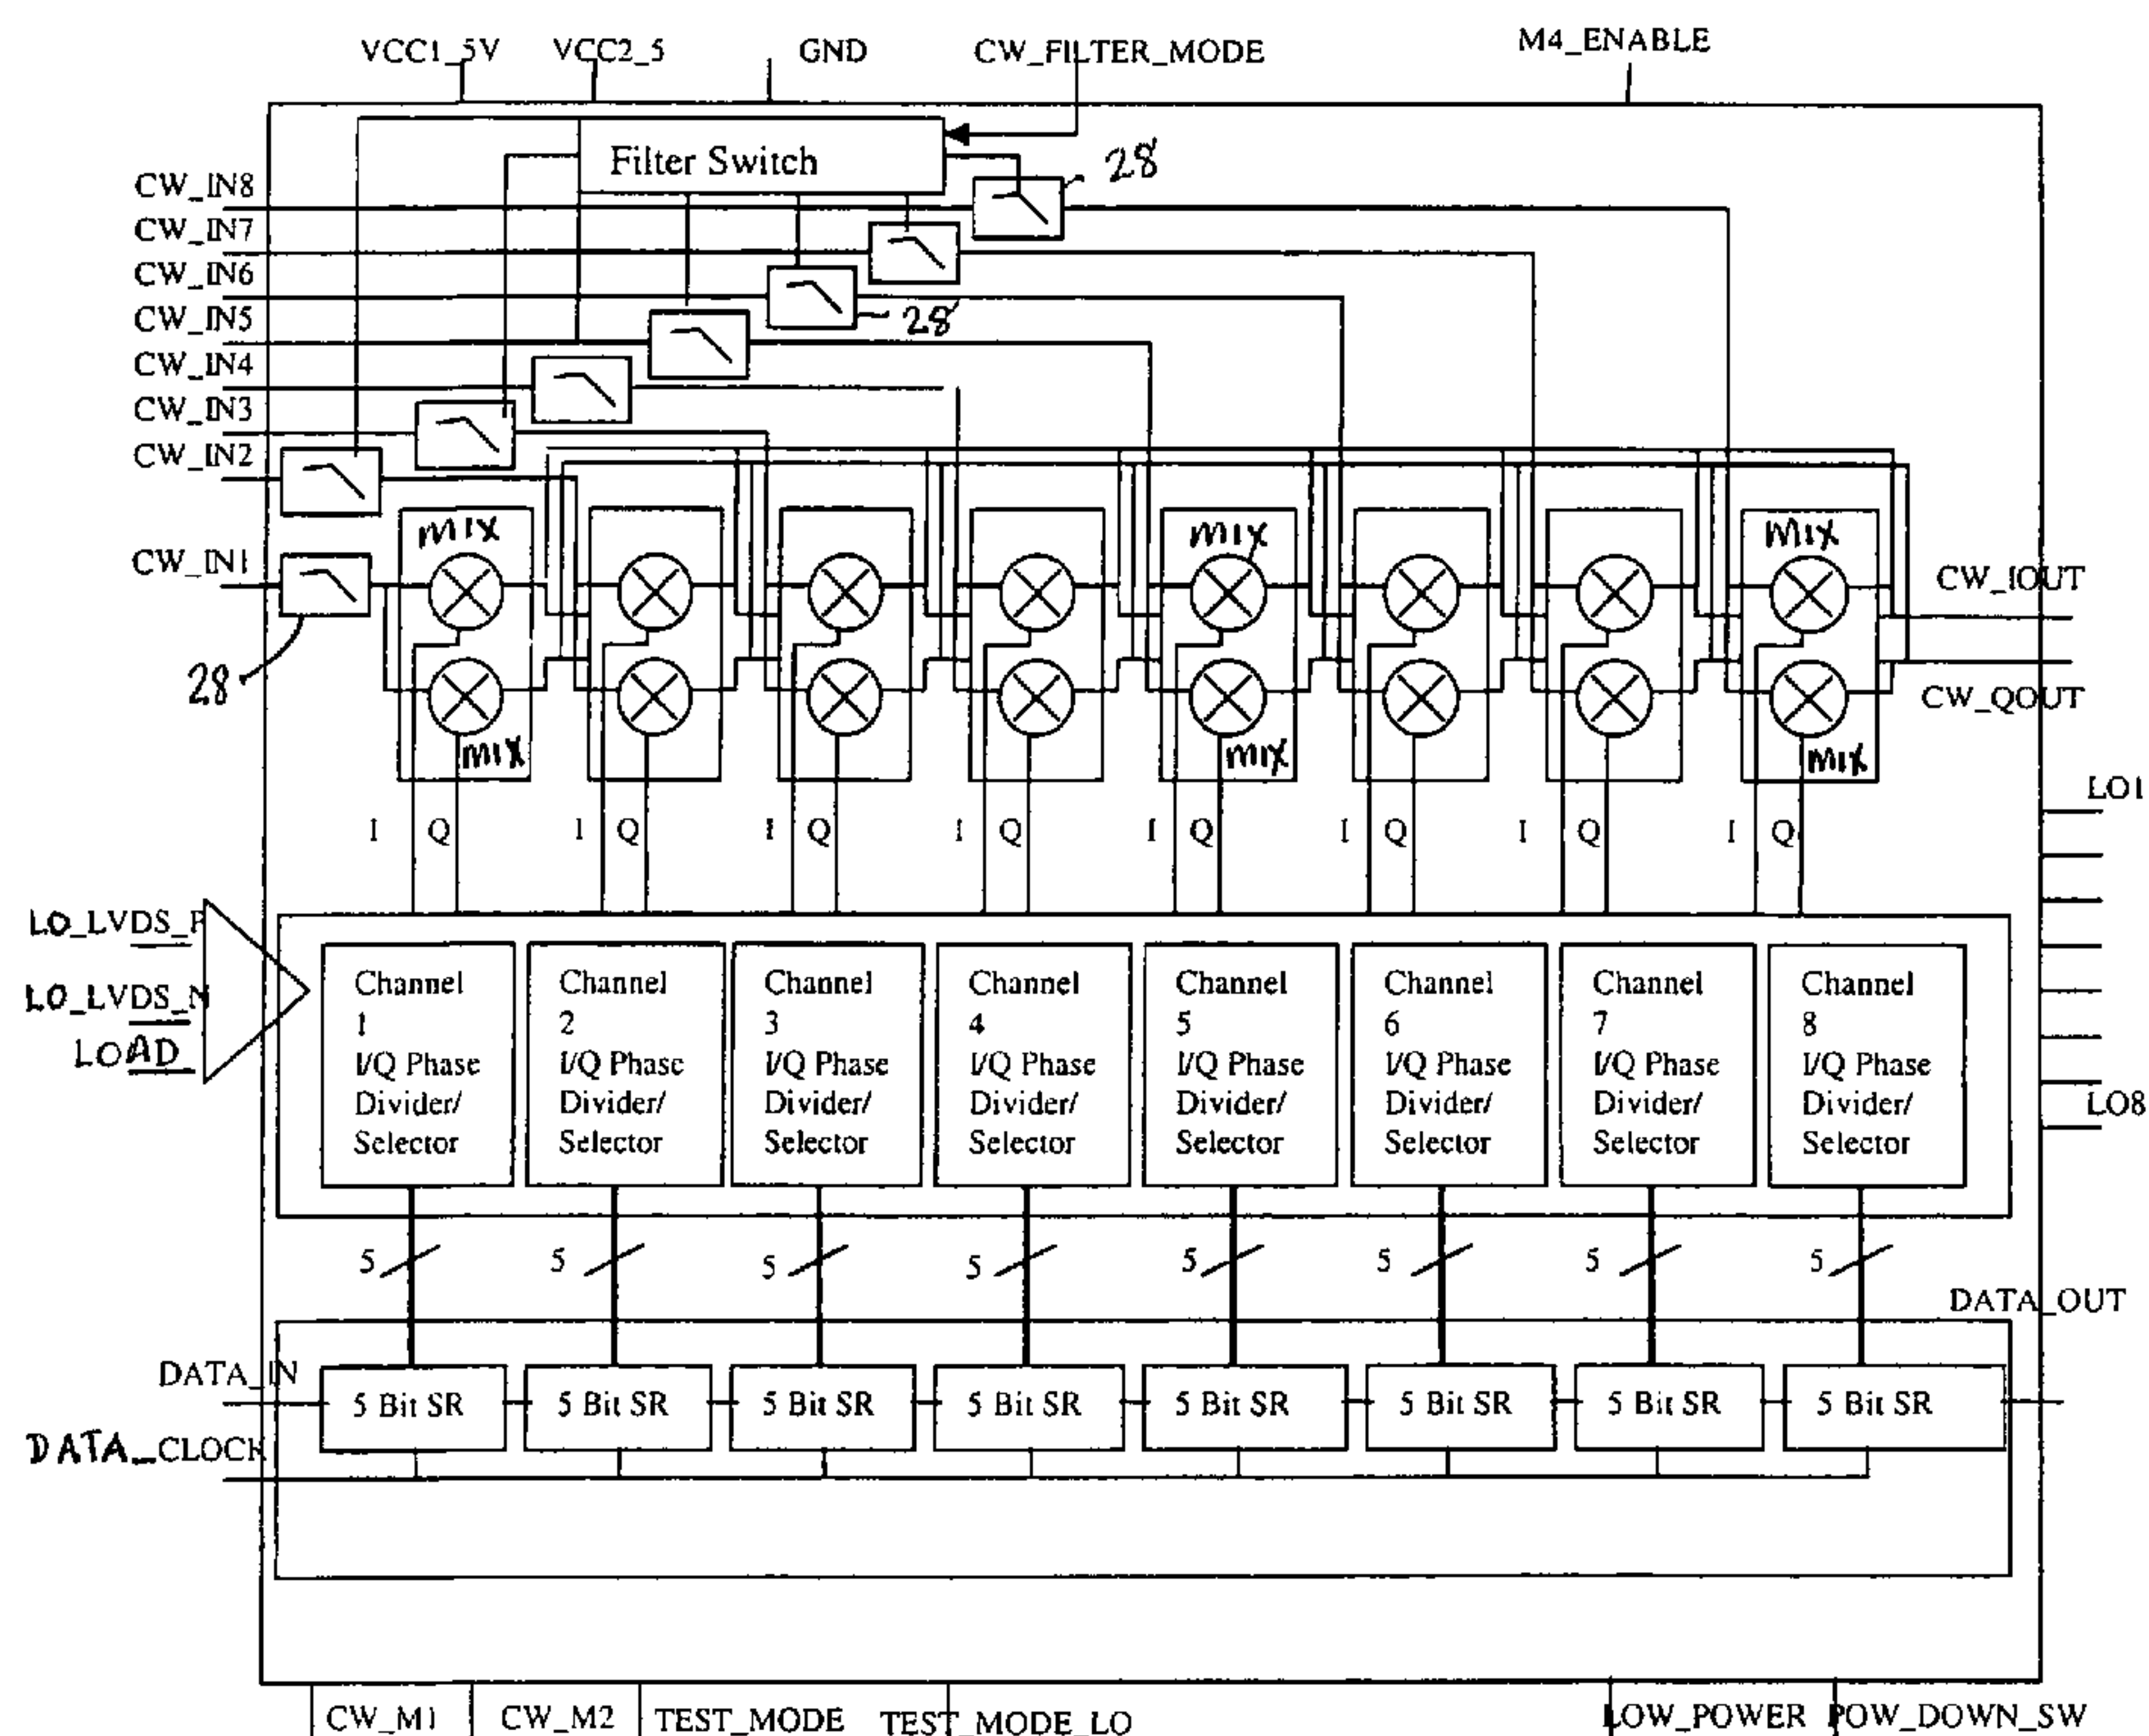 VCC1_5V VCC2_5 GND CW_FILTER_MODE M4_ENABLE
Filter Switch
28
CW_IN8
CW_IN7
CW_IN6
CW_IN5
28
CW_IN4
CW_IN3
CW_IN2
CW_IN1
MIX MIX MIX
CW_IOUT
28
CW_QOUT
MIX MIX MIX
LO1
I Q I Q I Q I Q I Q I Q I Q I Q
LO_LVDS_P
LO_LVDS_N
LOAD
Channel 1 I/Q Phase Divider/ Selector
Channel 2 I/Q Phase Divider/ Selector
Channel 3 I/Q Phase Divider/ Selector
Channel 4 I/Q Phase Divider/ Selector
Channel 5 I/Q Phase Divider/ Selector
Channel 6 I/Q Phase Divider/ Selector
Channel 7 I/Q Phase Divider/ Selector
Channel 8 I/Q Phase Divider/ Selector
LO8
5 5 5 5 5 5 5 5
DATA_OUT
DATA_IN
5 Bit SR 5 Bit SR 5 Bit SR 5 Bit SR 5 Bit SR 5 Bit SR 5 Bit SR 5 Bit SR
DATA_CLOCK
CW_M1 CW_M2 TEST_MODE TEST_MODE_LO LOW_POWER POW_DOWN_SW